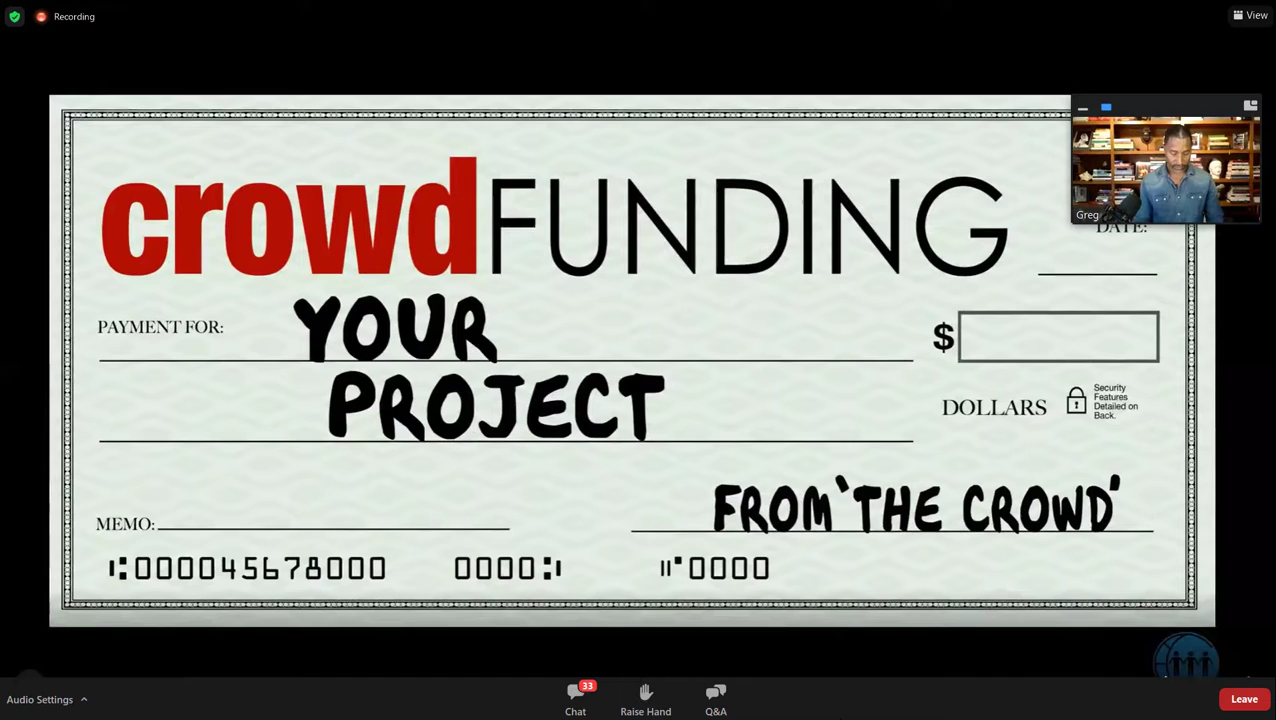 Recording
View
Greg
crowdFUNDING
DATE:
PAYMENT FOR:
YOUR
$
PROJECT
DOLLARS
Security
Features
Detailed on
Back.
FROM "THE CROWD"
MEMO:
⑆000045678000 0000⑆ ⑈0000
Audio Settings
33
Chat
Raise Hand
Q&A
Leave